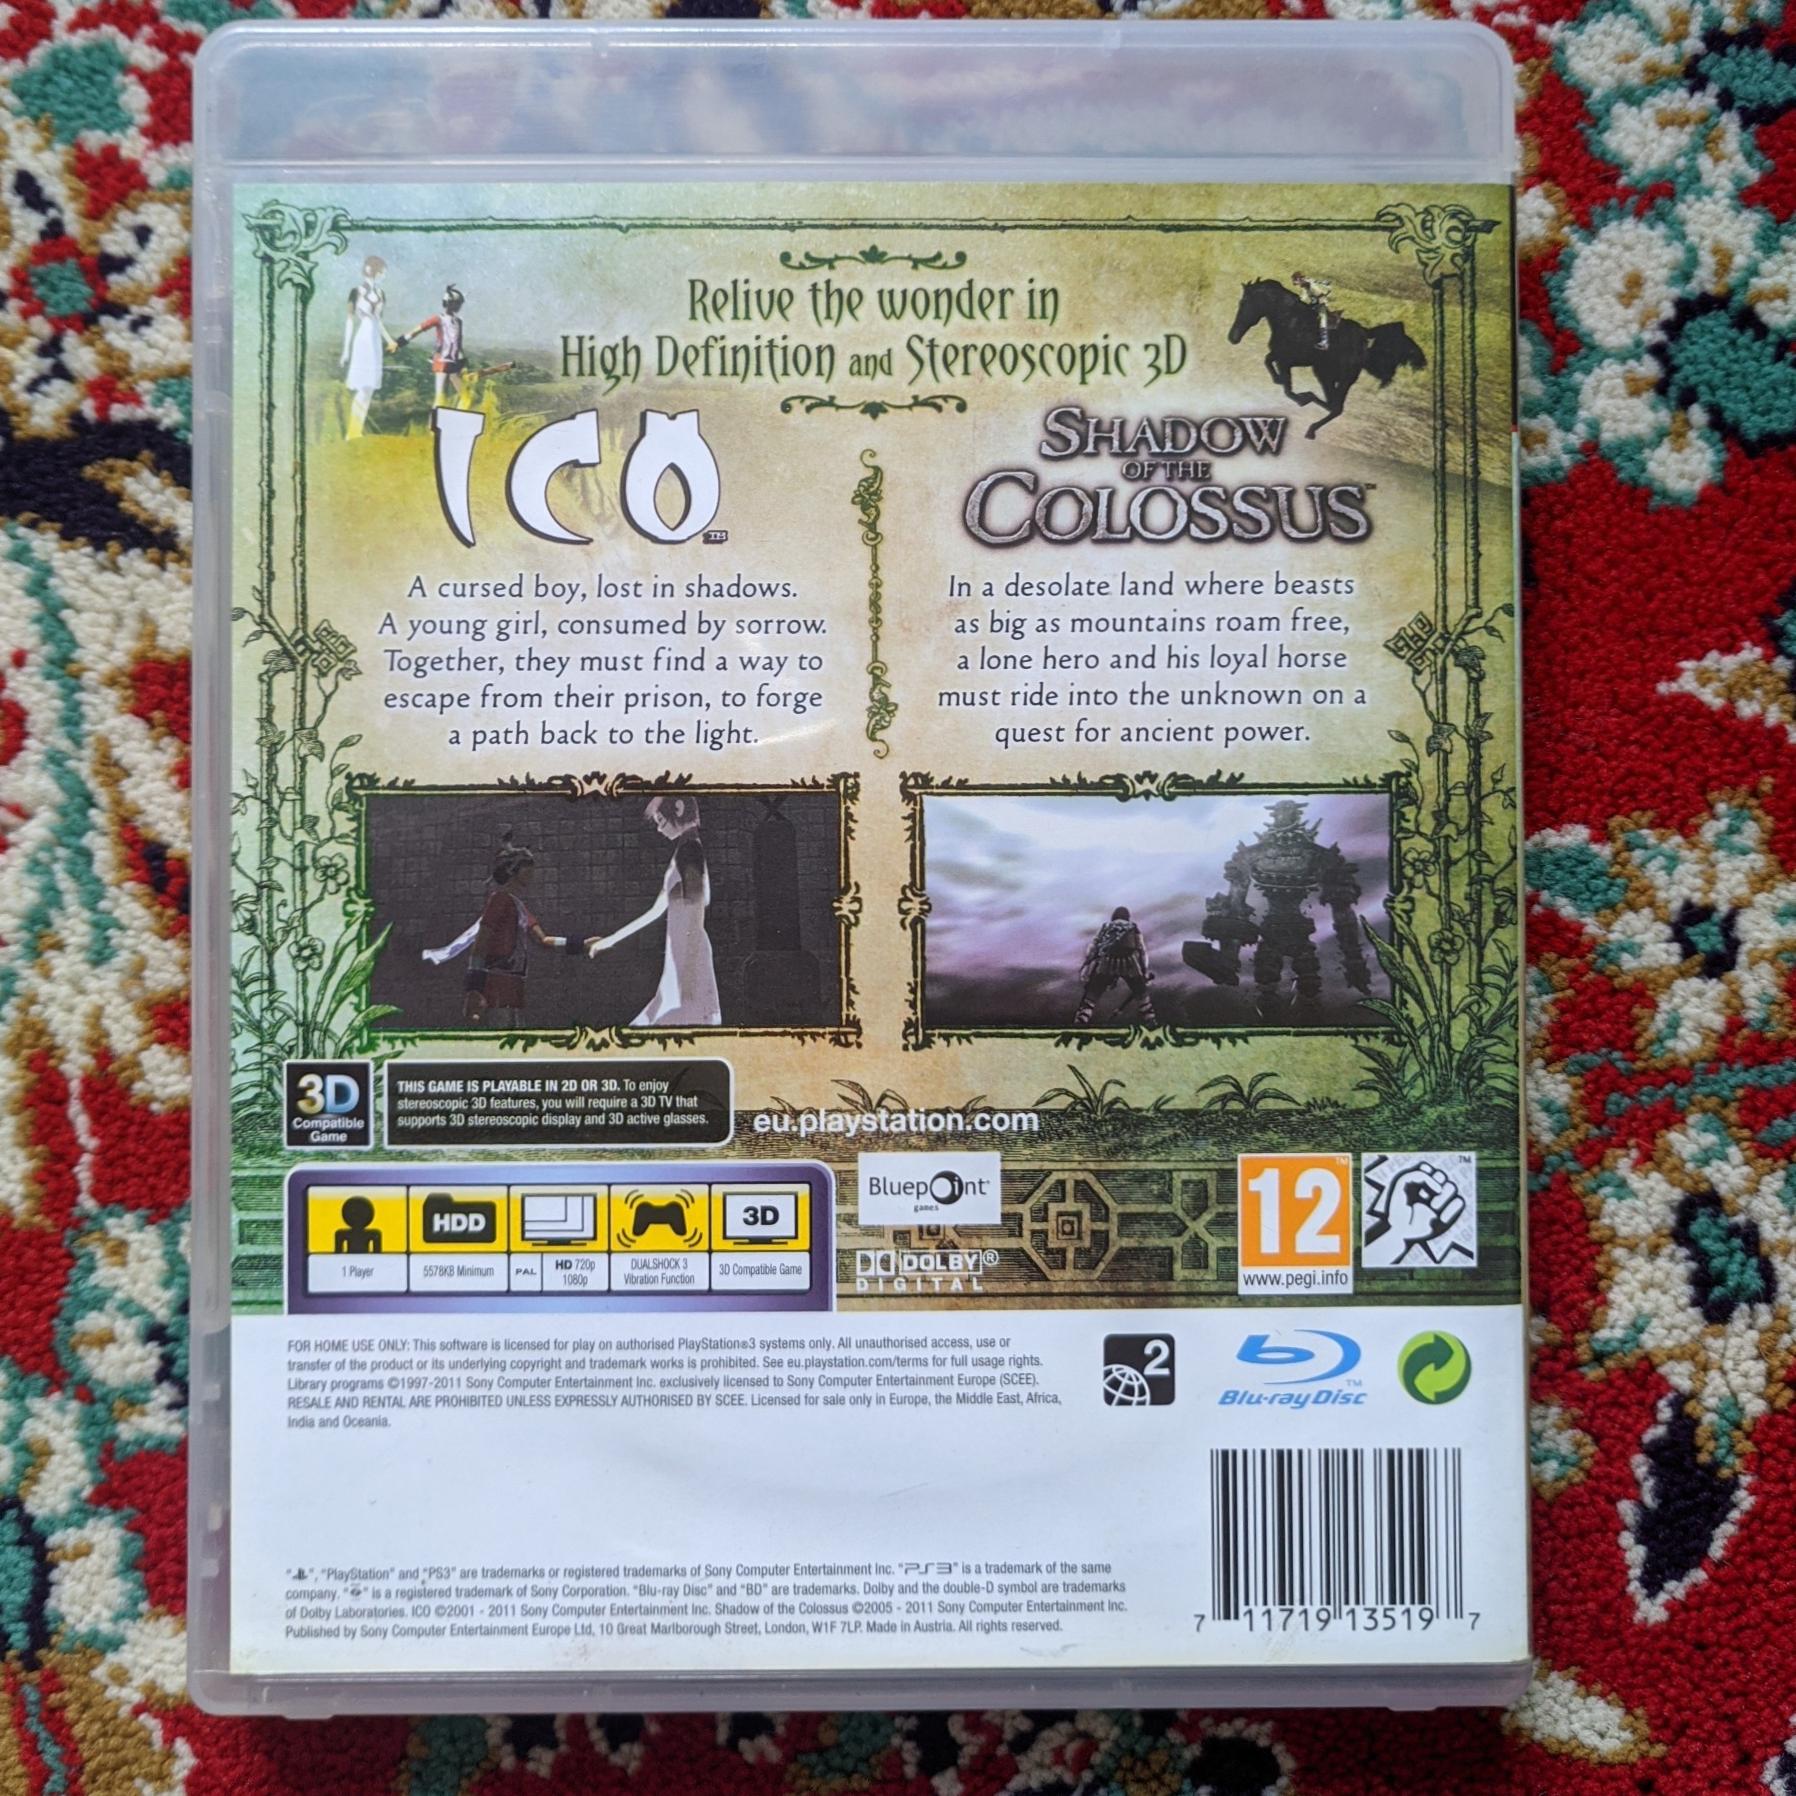 Relive the wonder in
High Definition and Stereoscopic 3D
ICO™
A cursed boy, lost in shadows.
A young girl, consumed by sorrow.
Together, they must find a way to
escape from their prison, to forge
a path back to the light.
SHADOW
OF THE
COLOSSUS™
In a desolate land where beasts
as big as mountains roam free,
a lone hero and his loyal horse
must ride into the unknown on a
quest for ancient power.
3D
Compatible
Game
THIS GAME IS PLAYABLE IN 2D OR 3D. To enjoy
stereoscopic 3D features, you will require a 3D TV that
supports 3D stereoscopic display and 3D active glasses.
eu.playstation.com
HDD
3D
1 Player
5578KB Minimum
PAL
HD 720p
1080p
DUALSHOCK 3
Vibration Function
3D Compatible Game
Bluepoint
games
DOLBY®
DIGITAL
12™
www.pegi.info
™
FOR HOME USE ONLY: This software is licensed for play on authorised PlayStation®3 systems only. All unauthorised access, use or
transfer of the product or its underlying copyright and trademark works is prohibited. See eu.playstation.com/terms for full usage rights.
Library programs ©1997-2011 Sony Computer Entertainment Inc. exclusively licensed to Sony Computer Entertainment Europe (SCEE).
RESALE AND RENTAL ARE PROHIBITED UNLESS EXPRESSLY AUTHORISED BY SCEE. Licensed for sale only in Europe, the Middle East, Africa,
India and Oceania.
2
Blu-ray Disc™
"", "PlayStation" and "PS3" are trademarks or registered trademarks of Sony Computer Entertainment Inc. "PS3" is a trademark of the same
company. "" is a registered trademark of Sony Corporation. "Blu-ray Disc" and "BD" are trademarks. Dolby and the double-D symbol are trademarks
of Dolby Laboratories. ICO ©2001 - 2011 Sony Computer Entertainment Inc. Shadow of the Colossus ©2005 - 2011 Sony Computer Entertainment Inc.
Published by Sony Computer Entertainment Europe Ltd, 10 Great Marlborough Street, London, W1F 7LP. Made in Austria. All rights reserved.
7 11719 13519 7